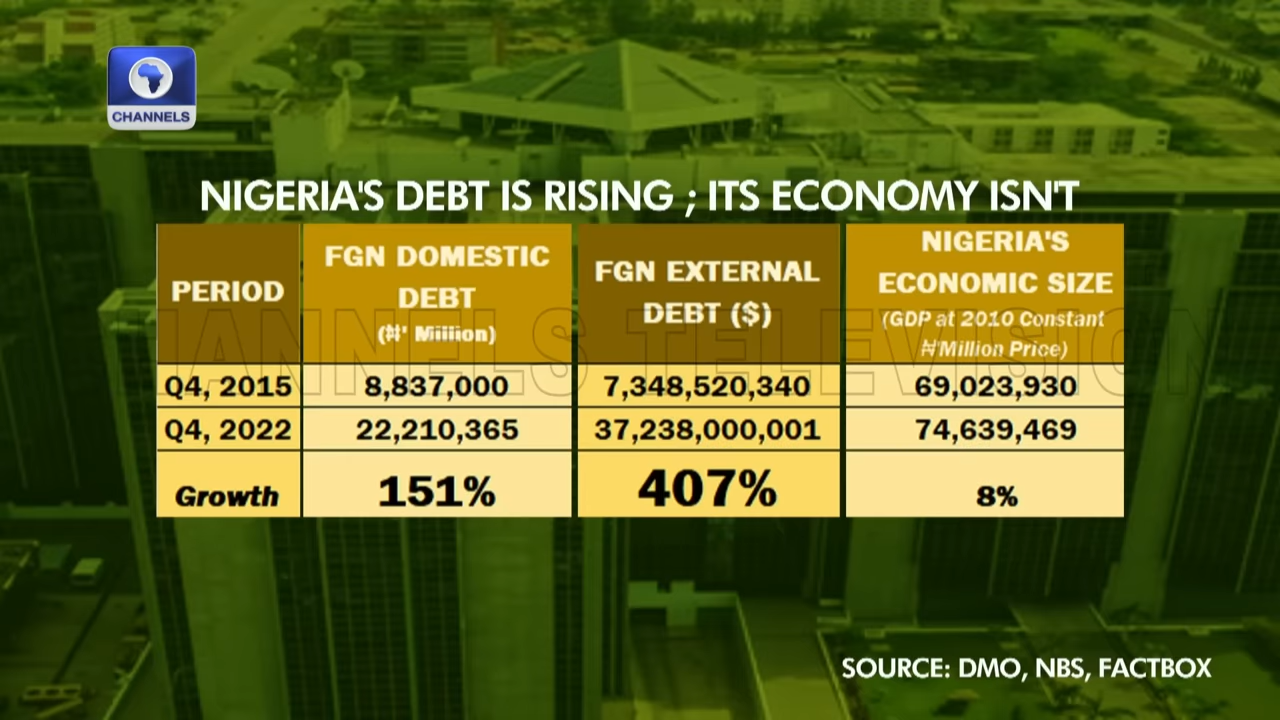 CHANNELS
NIGERIA'S DEBT IS RISING ; ITS ECONOMY ISN'T
PERIOD
FGN DOMESTIC
DEBT
(₦' Million)
FGN EXTERNAL
DEBT ($)
NIGERIA'S
ECONOMIC SIZE
(GDP at 2010 Constant
₦'Million Price)
Q4, 2015 8,837,000 7,348,520,340 69,023,930
Q4, 2022 22,210,365 37,238,000,001 74,639,469
Growth 151% 407% 8%
CHANNELS TELEVISION
SOURCE: DMO, NBS, FACTBOX